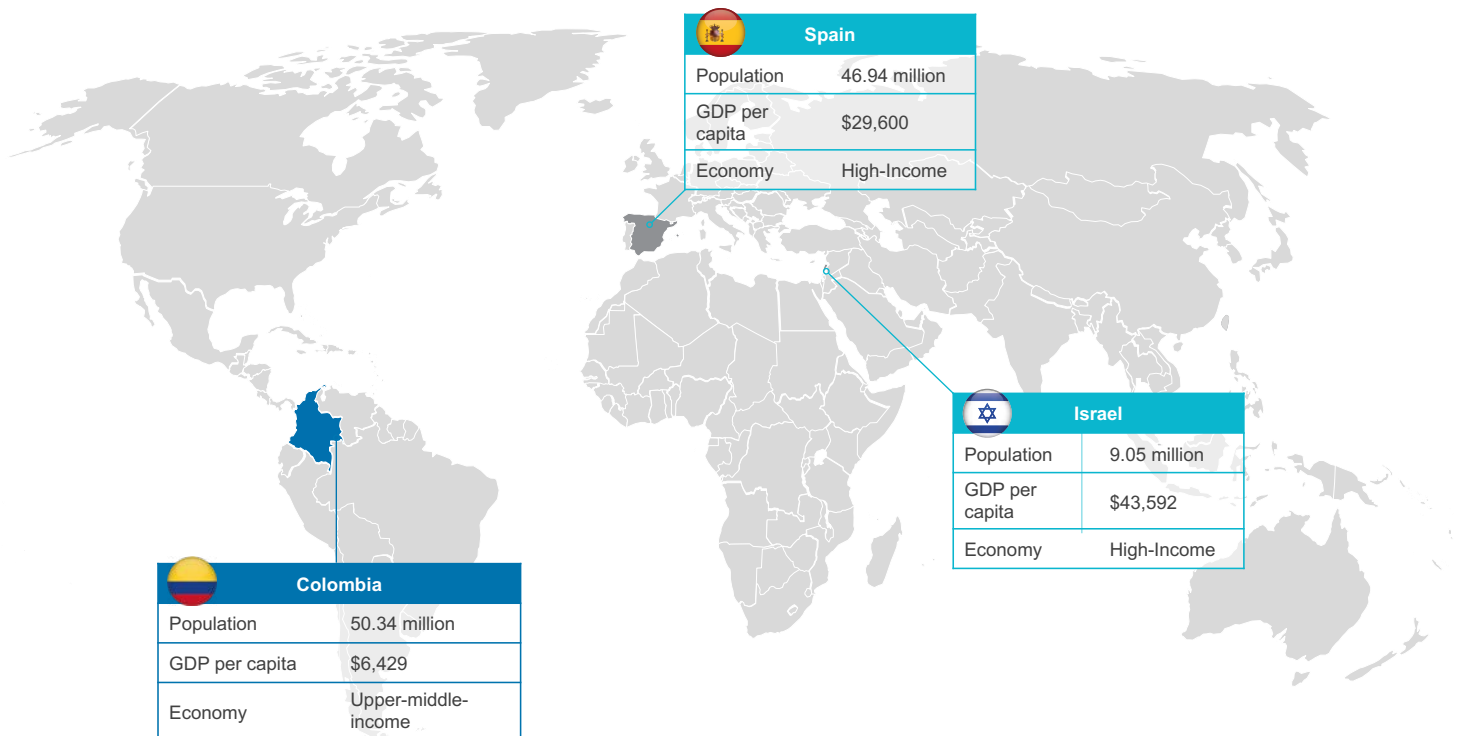 Spain
Population 46.94 million
GDP per
capita
$29,600
Economy High-Income
Israel
Population 9.05 million
GDP per
capita
$43,592
Economy High-Income
Colombia
Population 50.34 million
GDP per capita $6,429
Economy
Upper-middle-
income